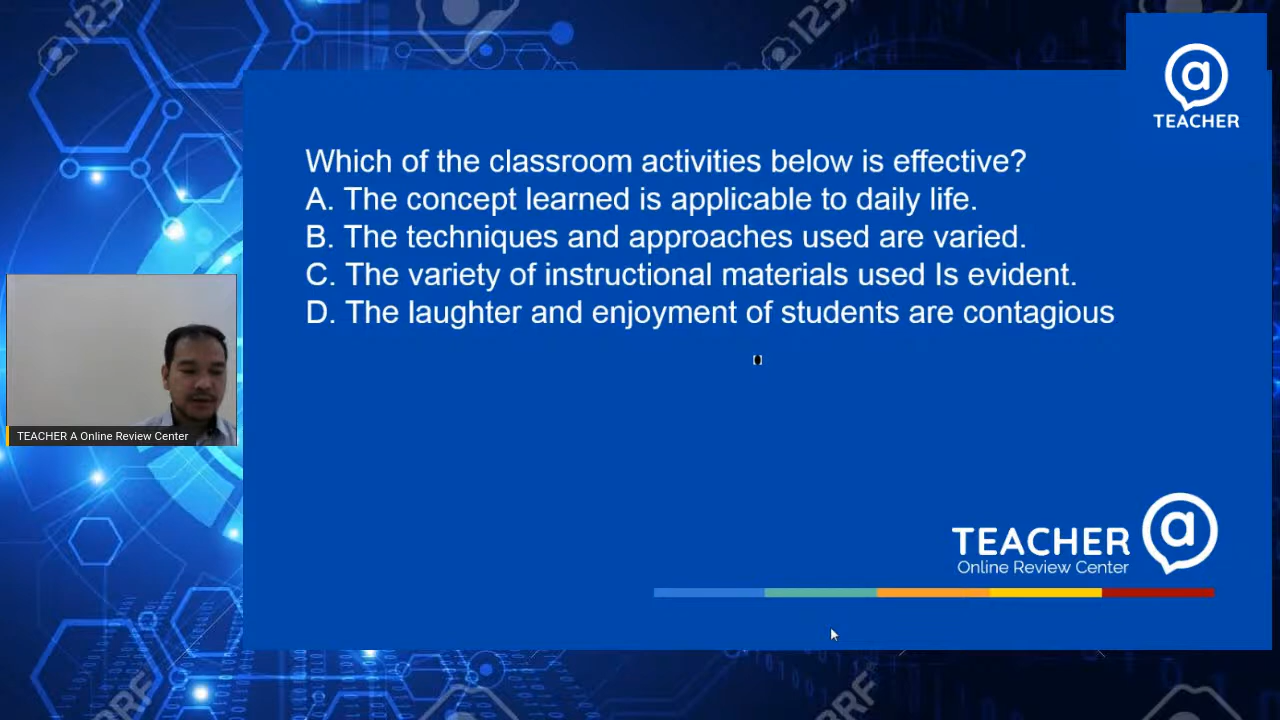 123RF
123RF
a
TEACHER
Which of the classroom activities below is effective?
A. The concept learned is applicable to daily life.
B. The techniques and approaches used are varied.
C. The variety of instructional materials used Is evident.
D. The laughter and enjoyment of students are contagious
TEACHER A Online Review Center
TEACHER a
Online Review Center